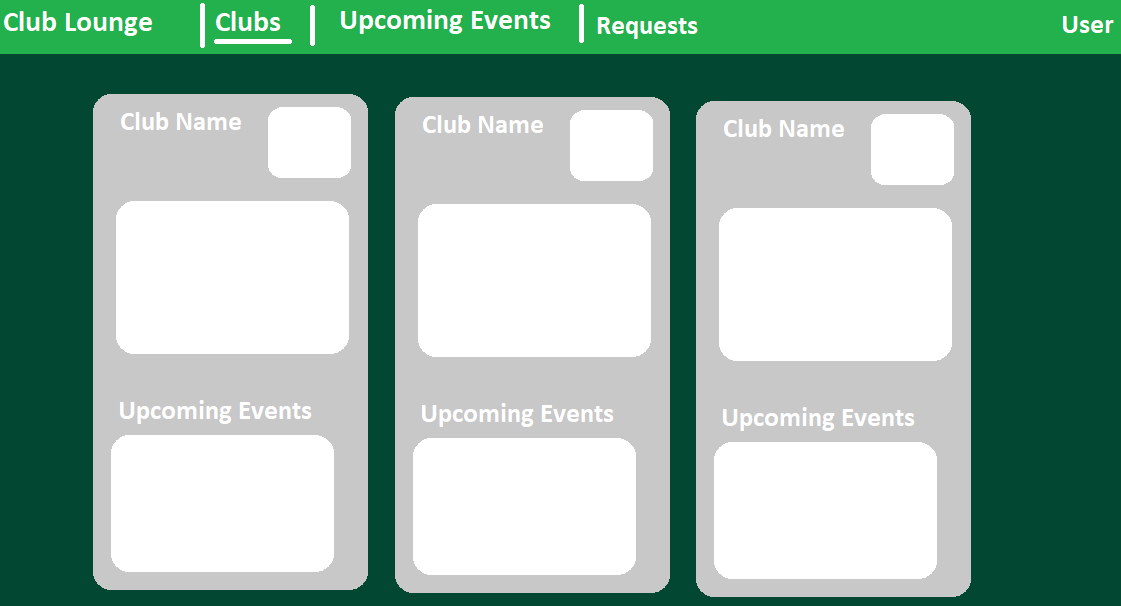 Club Lounge
Clubs
Upcoming Events
Requests
User
Club Name
Club Name
Club Name
Upcoming Events
Upcoming Events
Upcoming Events